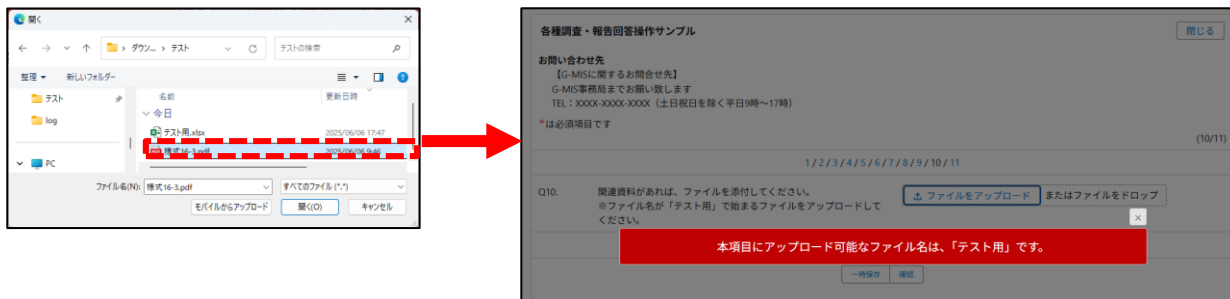 開く
ダウン... › テスト
テストの検索
整理
新しいフォルダー
テスト
log
PC
名前
更新日時
今日
テスト用.xlsx
2025/06/06 17:47
様式16-3.pdf
2025/06/06 9:46
ファイル名(N):
様式16-3.pdf
すべてのファイル (*.*)
モバイルからアップロード
開く(O)
キャンセル
各種調査・報告回答操作サンプル
閉じる
お問い合わせ先
【G-MISに関するお問合せ先】
G-MIS事務局までお願い致します
TEL：XXXX-XXXX-XXXX（土日祝日を除く平日9時〜17時）
*は必須項目です
(10/11)
1 / 2 / 3 / 4 / 5 / 6 / 7 / 8 / 9 / 10 / 11
Q10.
関連資料があれば、ファイルを添付してください。
※ファイル名が「テスト用」で始まるファイルをアップロードして
ください。
ファイルをアップロード
またはファイルをドロップ
本項目にアップロード可能なファイル名は、「テスト用」です。
一時保存
確認